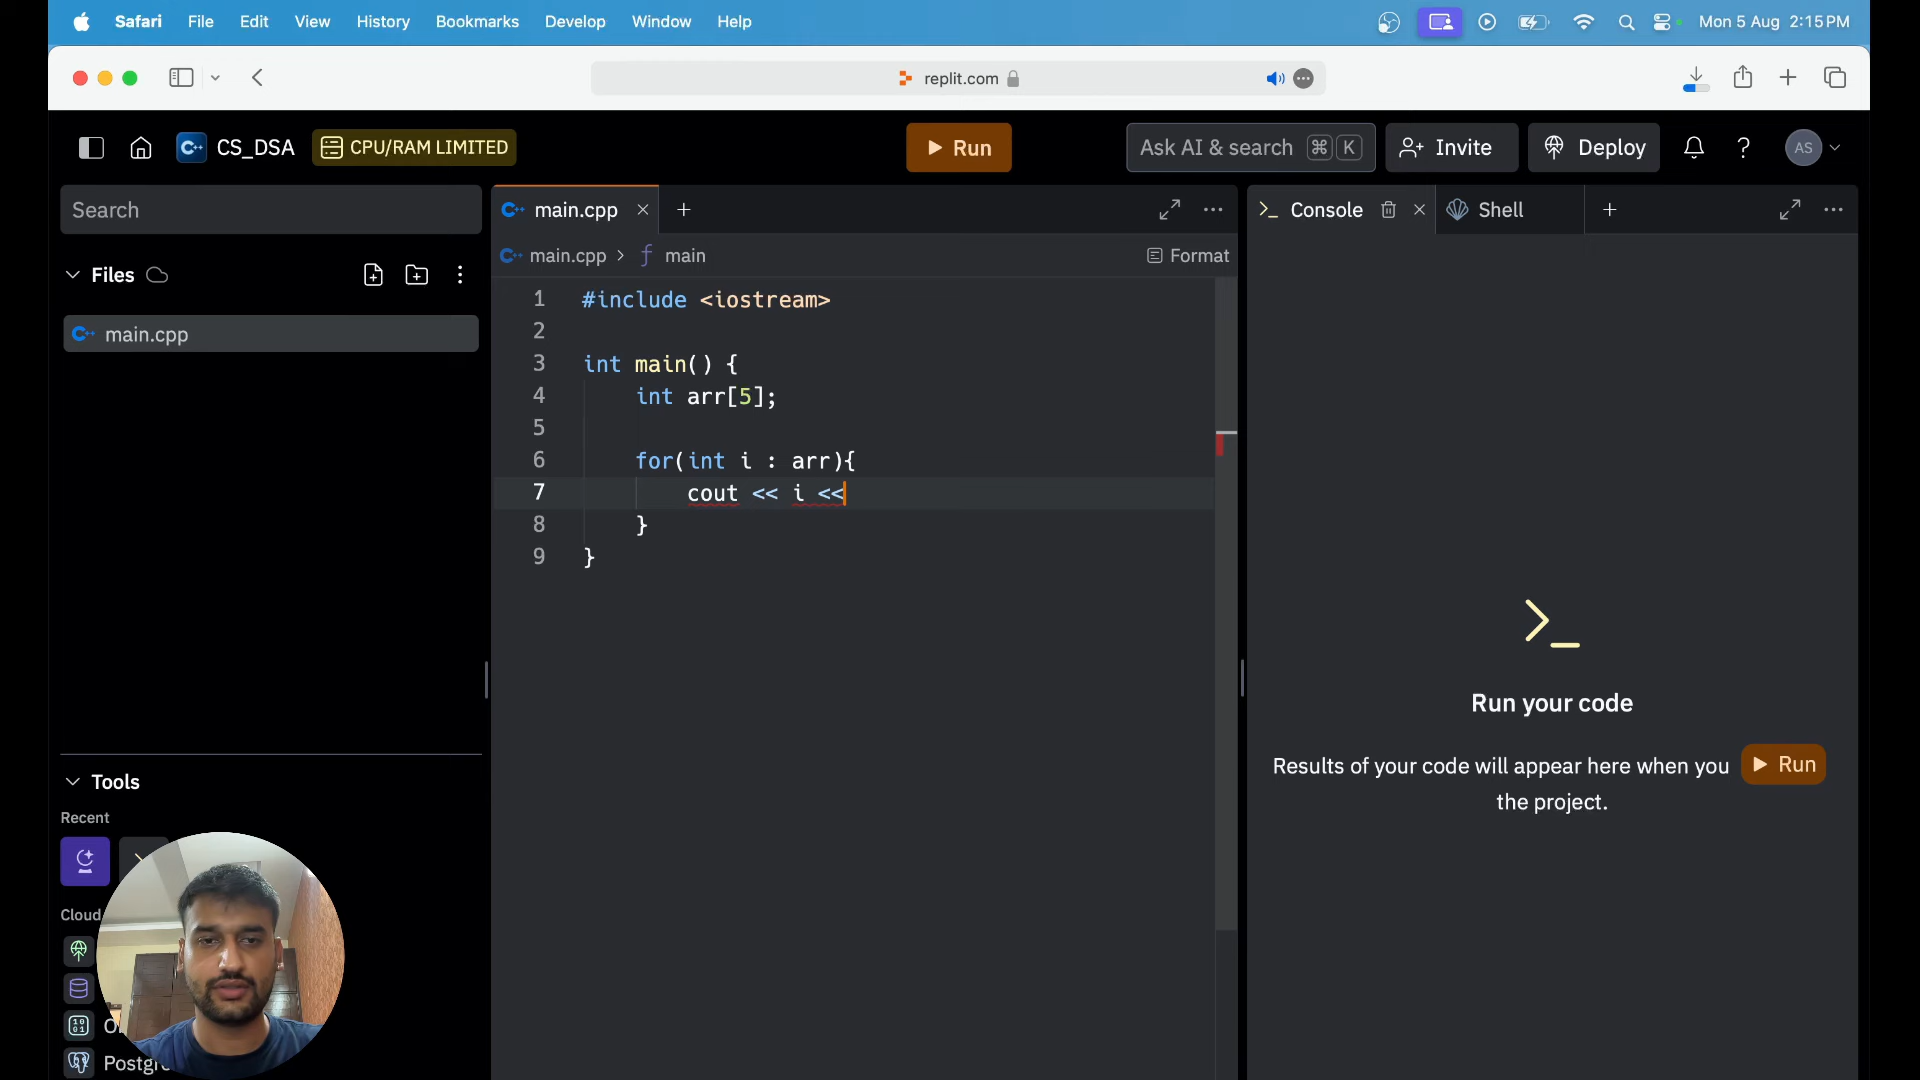 Safari File Edit View History Bookmarks Develop Window Help Mon 5 Aug 2:15 PM
replit.com
C++ CS_DSA CPU/RAM LIMITED Run Ask AI & search ⌘ K Invite Deploy ? AS
Search
Files
main.cpp
Tools
Recent
Cloud
main.cpp
main.cpp > ƒ main Format
1 #include <iostream>
2
3 int main() {
4 int arr[5];
5
6 for(int i : arr){
7 cout << i <<
8 }
9 }
Console Shell
>_
Run your code
Results of your code will appear here when you Run
the project.